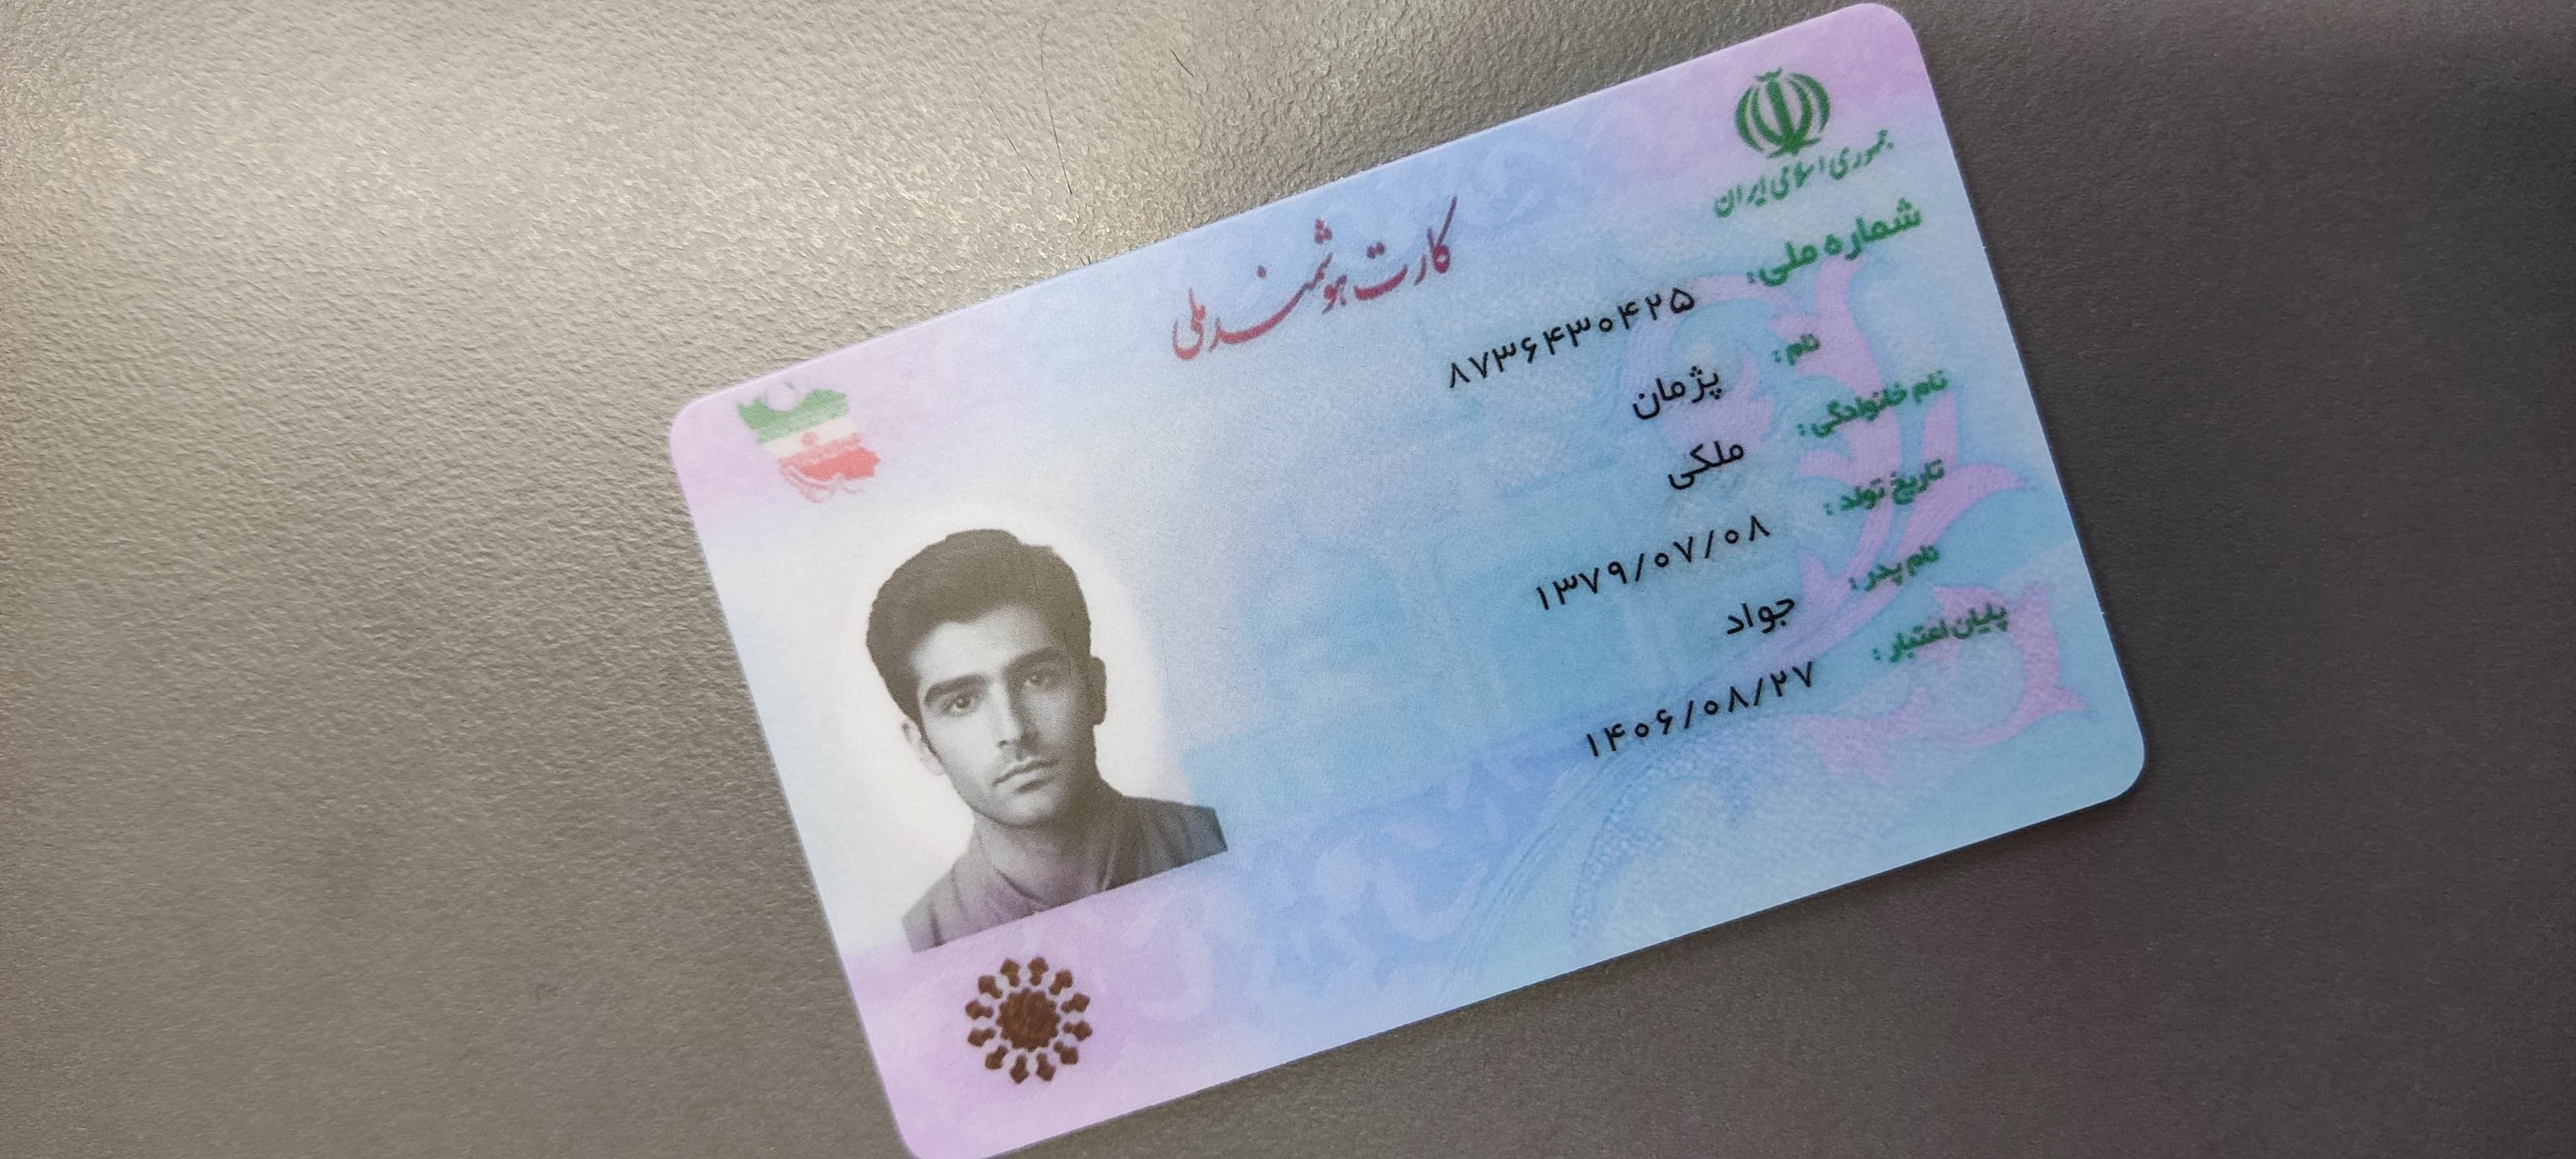 جمهوری اسلامی ایران
کارت هوشمند ملی
شماره ملی: ۸۷۳۶۴۳۰۴۲۵
نام: پژمان
نام خانوادگی: ملکی
تاریخ تولد: ۱۳۷۹/۰۷/۰۸
نام پدر: جواد
پایان اعتبار: ۱۴۰۶/۰۸/۲۷